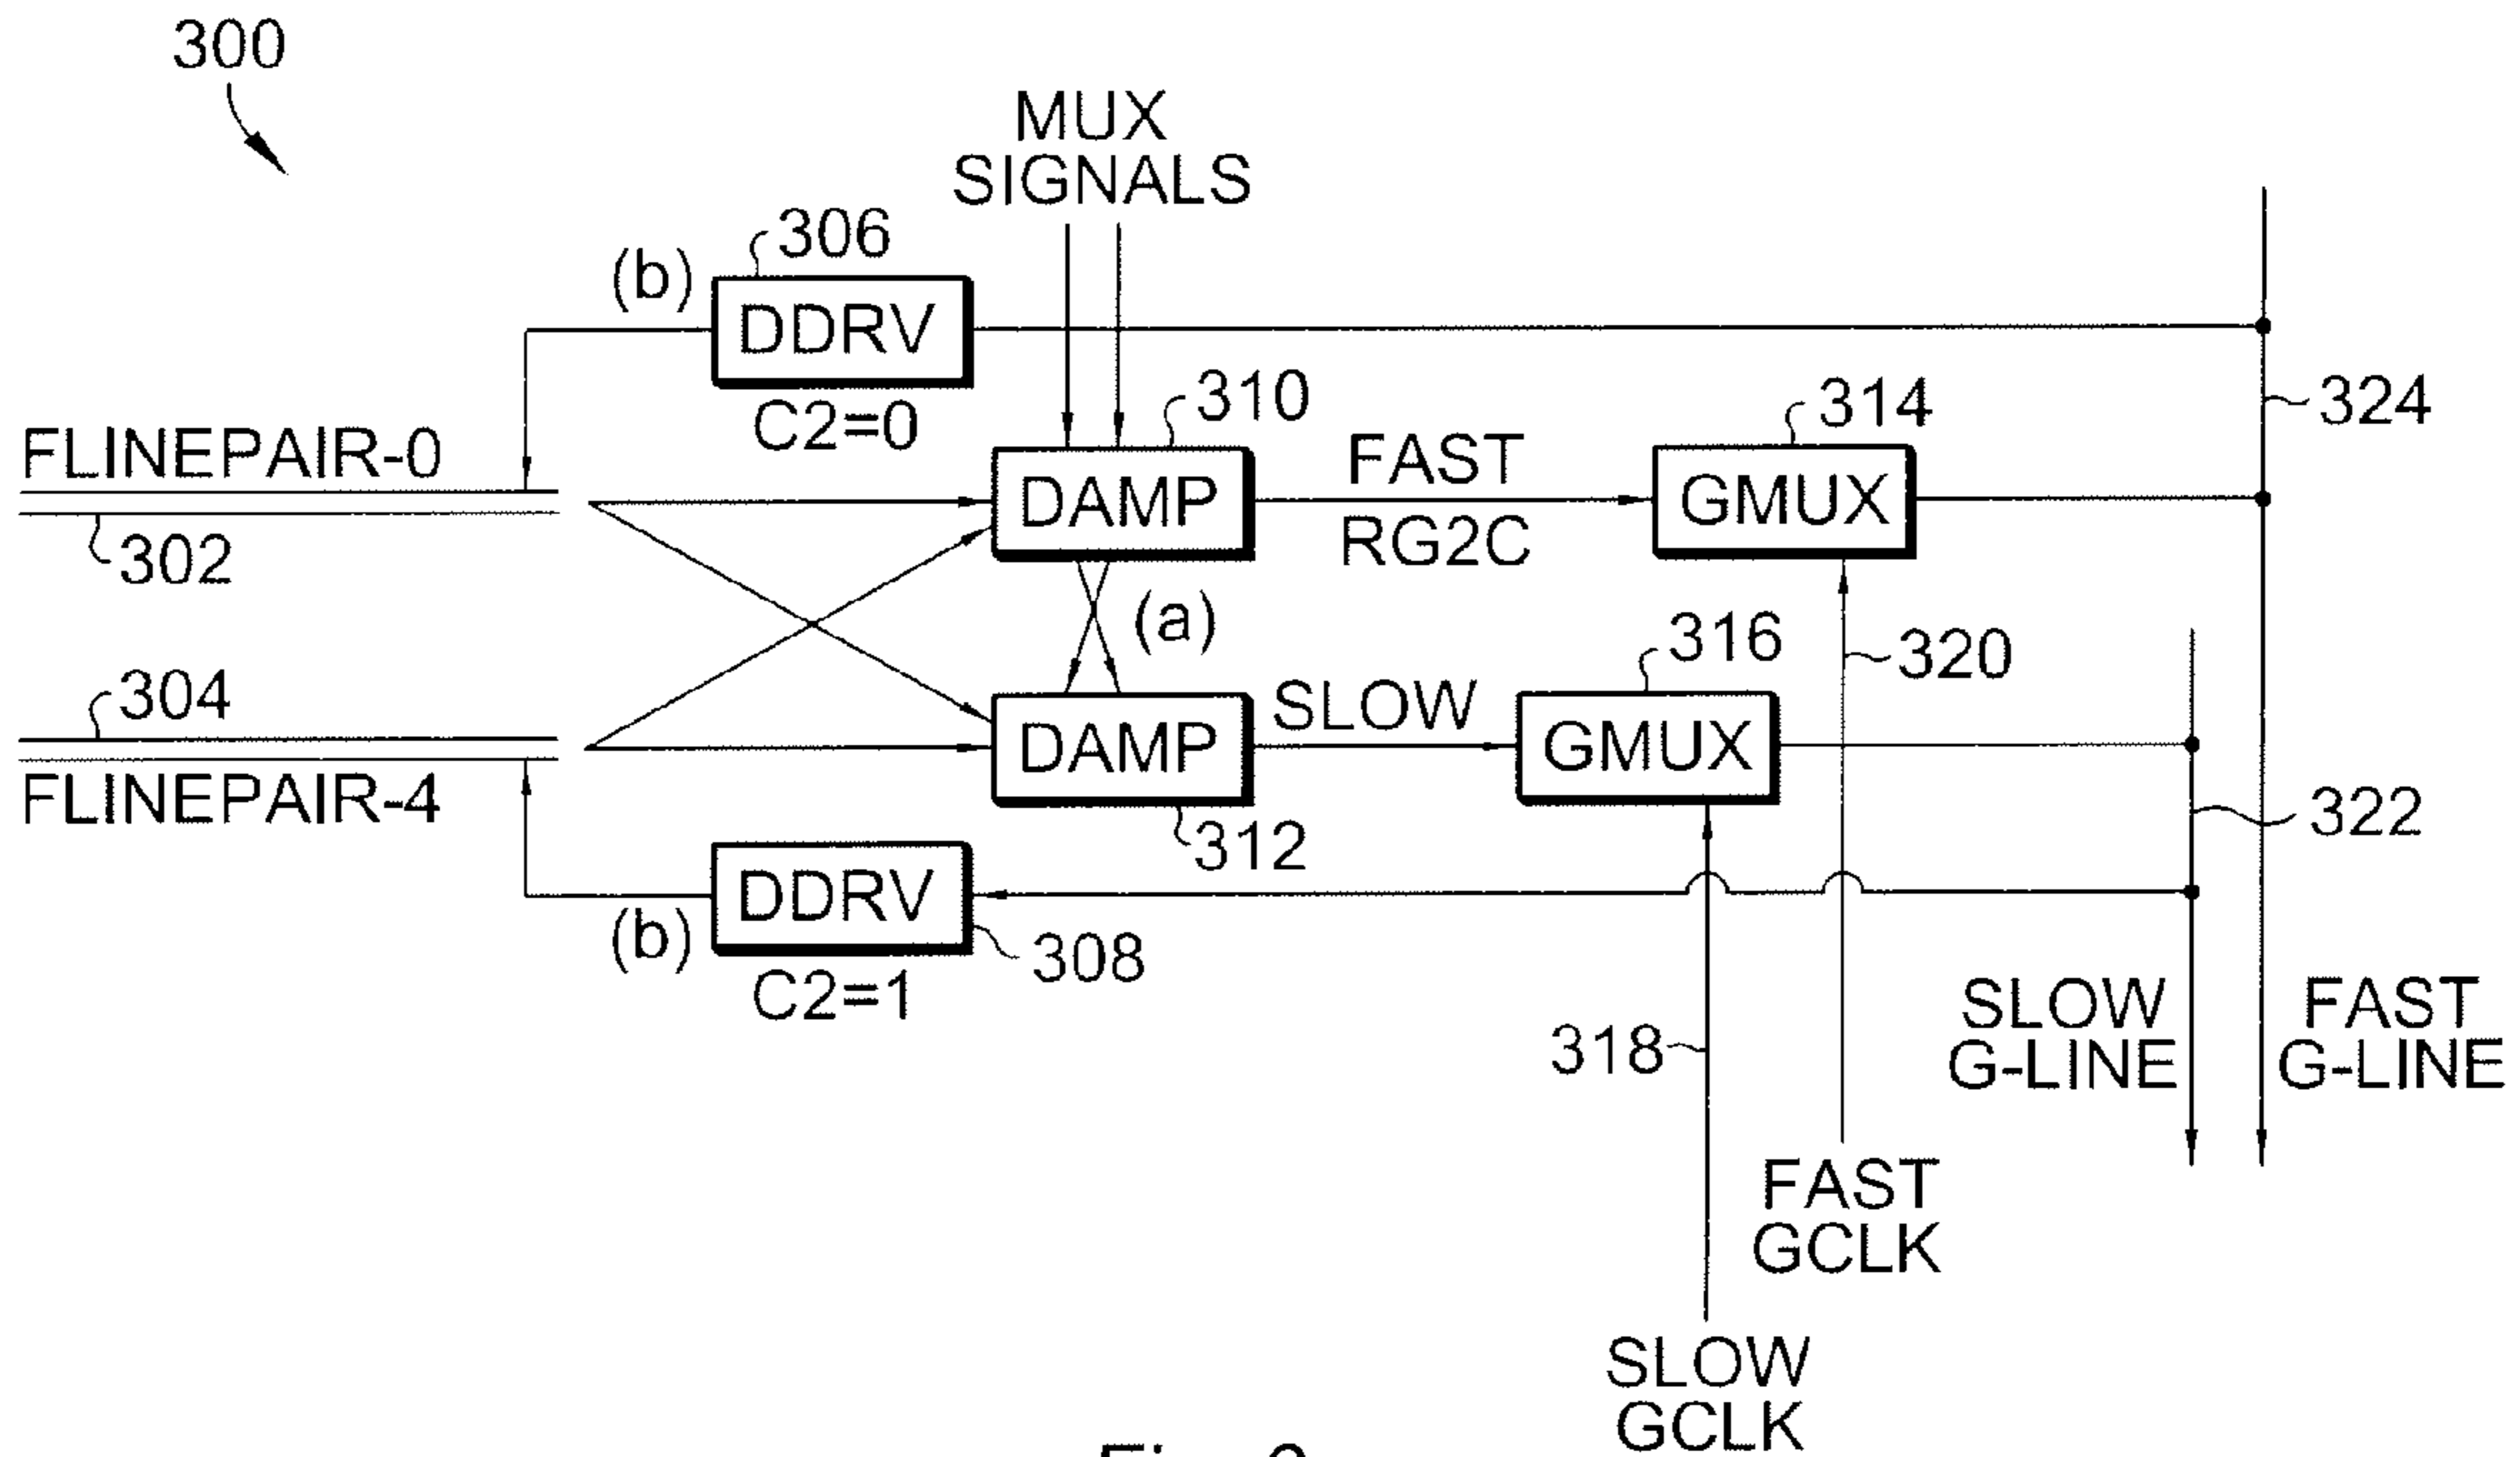 300
MUX
SIGNALS
(b)
306
DDRV
C2=0
310
314
324
FLINEPAIR-0
DAMP
FAST
RG2C
GMUX
302
(a)
316
320
304
SLOW
FLINEPAIR-4
DAMP
GMUX
322
312
DDRV
(b)
308
C2=1
318
SLOW
G-LINE
FAST
G-LINE
FAST
GCLK
SLOW
GCLK